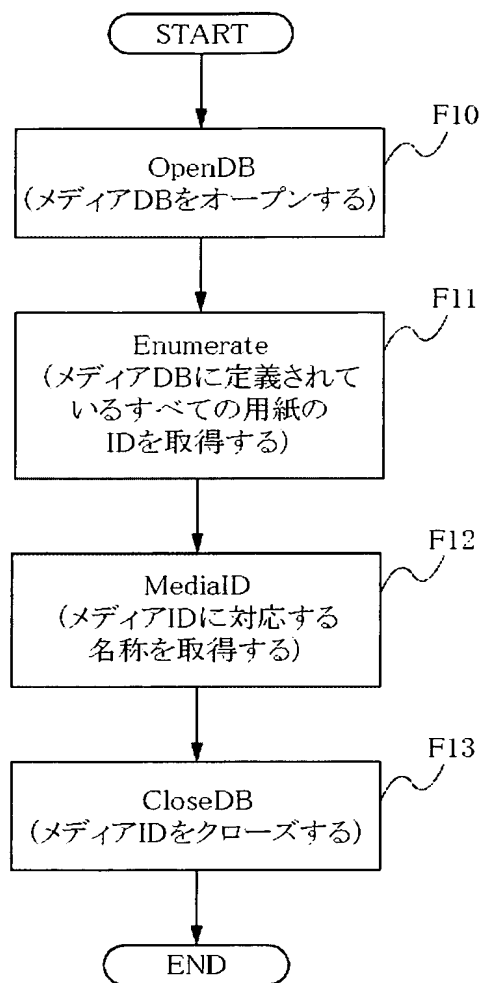 START
F10
OpenDB
(メディアDBをオープンする)
F11
Enumerate
(メディアDBに定義されて
いるすべての用紙の
IDを取得する)
F12
MediaID
(メディアIDに対応する
名称を取得する)
F13
CloseDB
(メディアIDをクローズする)
END